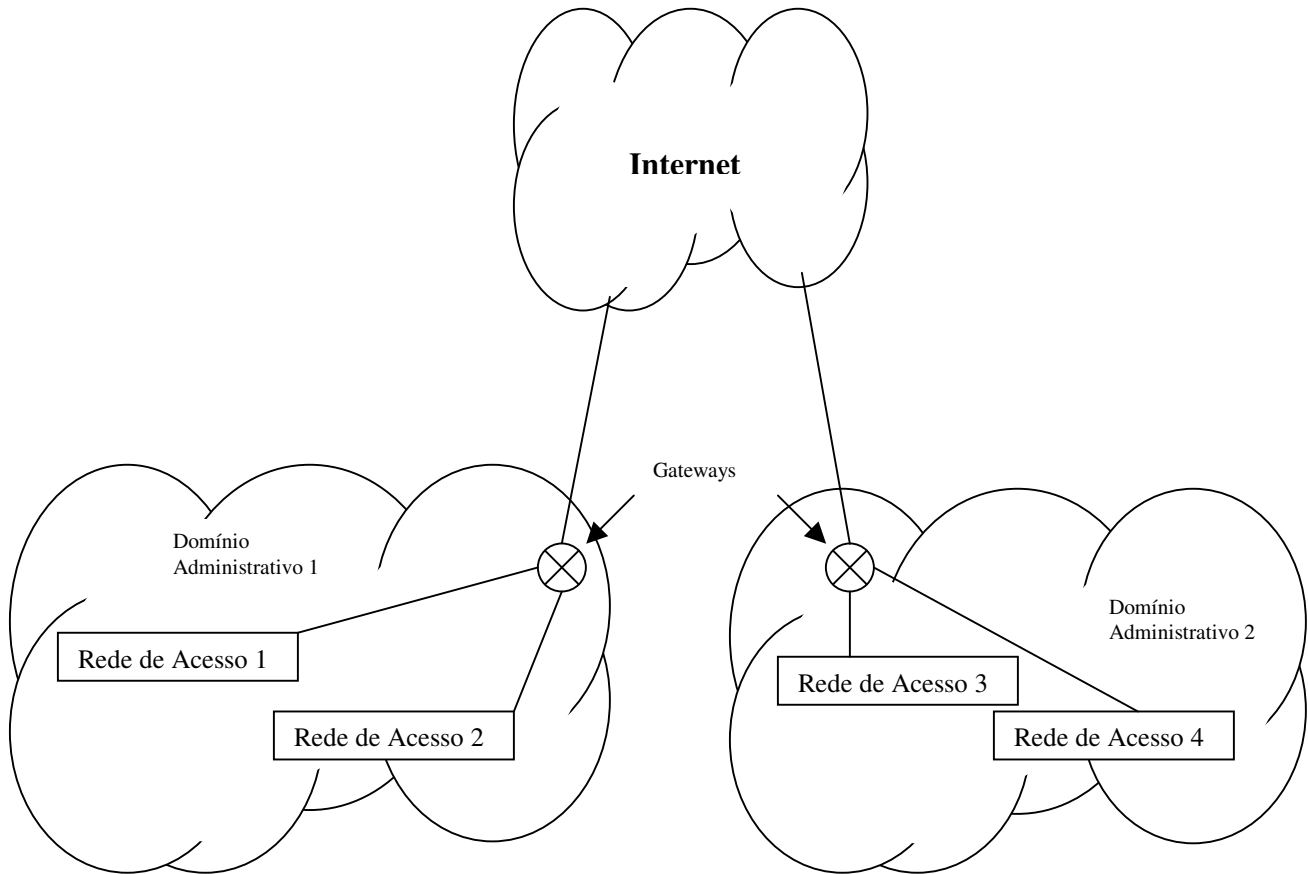 Internet
Gateways
Domínio
Administrativo 1
Domínio
Administrativo 2
Rede de Acesso 1
Rede de Acesso 3
Rede de Acesso 2
Rede de Acesso 4